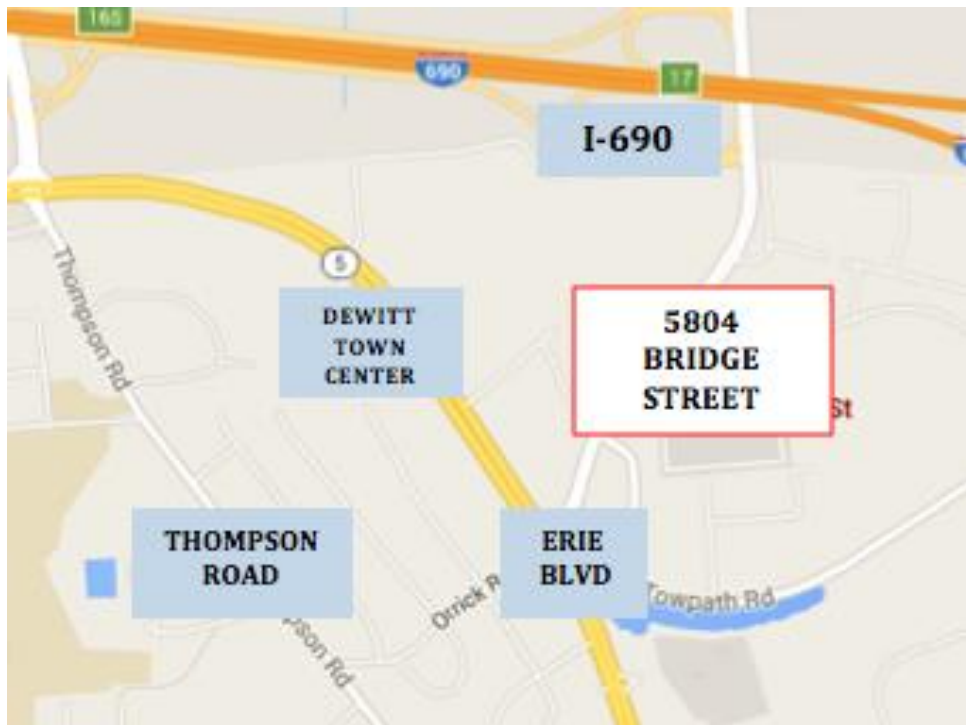 165
690
17
I-690
Thompson Rd
5
DEWITT
TOWN
CENTER
5804
BRIDGE
STREET
St
THOMPSON
ROAD
ERIE
BLVD
Orrick R
Towpath Rd
pson Rd